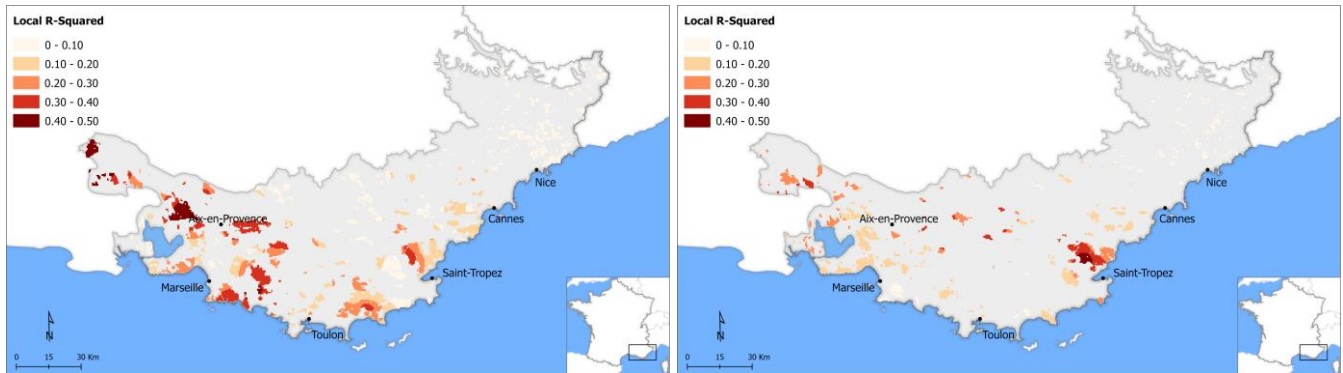 Local R-Squared
0 - 0.10
0.10 - 0.20
0.20 - 0.30
0.30 - 0.40
0.40 - 0.50
Nice
Cannes
Aix-en-Provence
Saint-Tropez
Marseille
Toulon
N
0 15 30 Km
Local R-Squared
0 - 0.10
0.10 - 0.20
0.20 - 0.30
0.30 - 0.40
0.40 - 0.50
Nice
Cannes
Aix-en-Provence
Saint-Tropez
Marseille
Toulon
N
0 15 30 Km